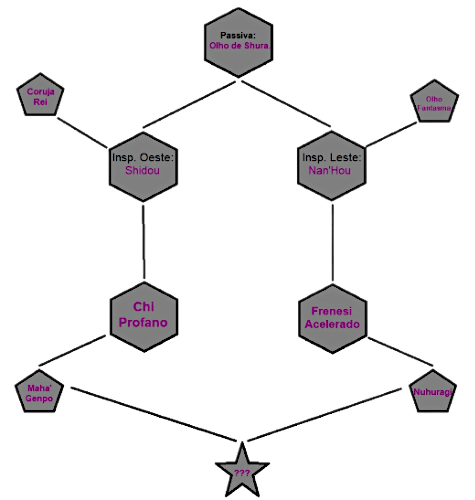 Passiva:
Olho de Shura
Coruja
Rei
Olho
Fantasma
Insp. Oeste:
Shidou
Insp. Leste:
Nan'Hou
Chi
Profano
Frenesi
Acelerado
Maha'
Genpo
Nuhuragi
???